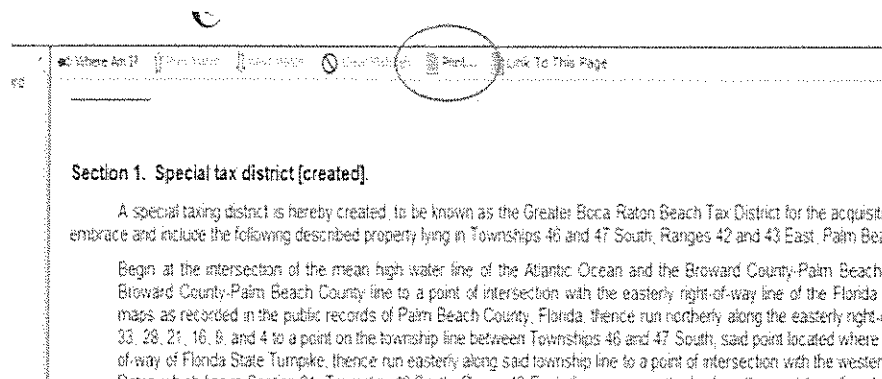 Where Am I? Prev Match Next Match Clear Matches Print... Link To This Page
Section 1. Special tax district [created].
A special taxing district is hereby created, to be known as the Greater Boca Raton Beach Tax District for the acquisit
embrace and include the following described property lying in Townships 46 and 47 South, Ranges 42 and 43 East, Palm Bea
Begin at the intersection of the mean high water line of the Atlantic Ocean and the Broward County-Palm Beach
Broward County-Palm Beach County line to a point of intersection with the easterly right-of-way line of the Florida
maps as recorded in the public records of Palm Beach County, Florida, thence run northerly along the easterly right-
33, 28, 21, 16, 9, and 4 to a point on the township line between Townships 46 and 47 South, said point located where
of-way of Florida State Turnpike, thence run easterly along said township line to a point of intersection with the wester